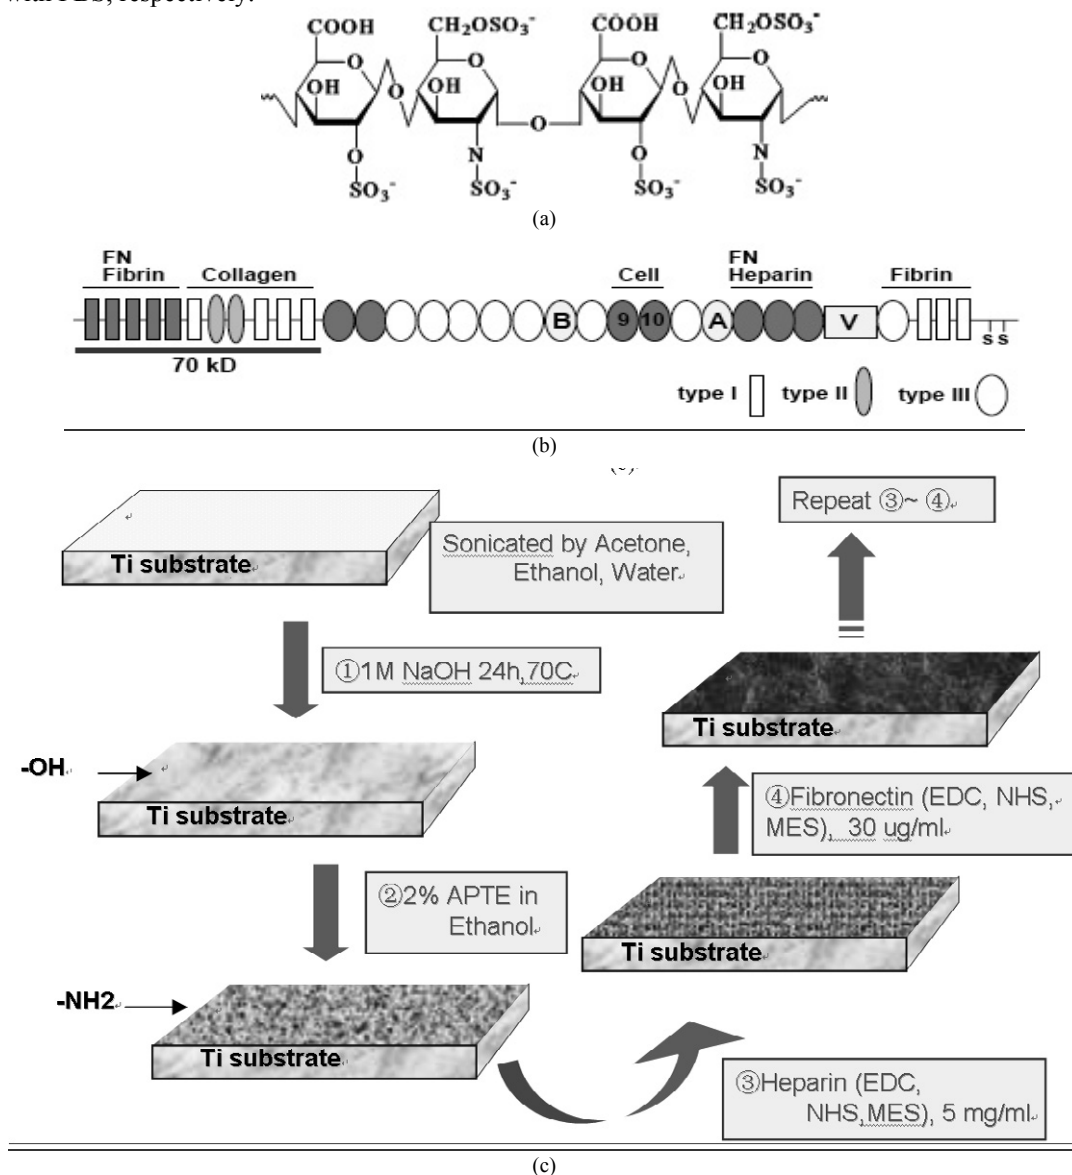 with PBS, respectively.
COOH CH₂OSO₃⁻ COOH CH₂OSO₃⁻
O O O O
OH O OH OH O OH
O
O N O N
SO₃⁻ SO₃⁻ SO₃⁻ SO₃⁻
(a)
FN FN
Fibrin Collagen Cell Heparin Fibrin
B 9 10 A V
s s
70 kD
type I type II type III
(b)
Ti substrate
Sonicated by Acetone,
Ethanol, Water
①1M NaOH 24h,70C
-OH
Ti substrate
②2% APTE in
Ethanol
-NH2
Ti substrate
③Heparin (EDC,
NHS,MES), 5 mg/ml
Ti substrate
④Fibronectin (EDC, NHS,
MES), 30 ug/ml
Ti substrate
Repeat ③~ ④
(c)